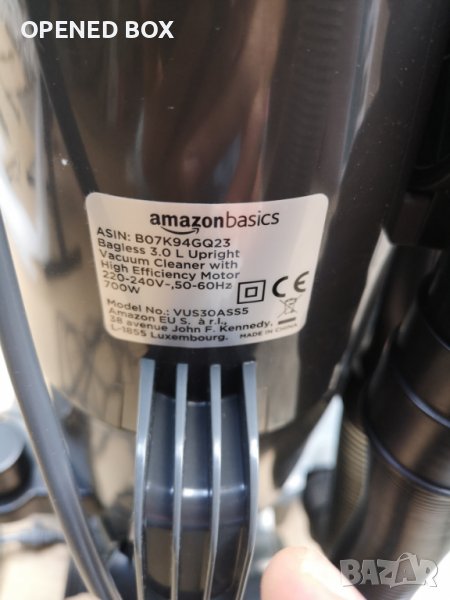 OPENED BOX
amazonbasics
ASIN: B07K94GQ23
Bagless 3.0 L Upright
Vacuum Cleaner with
High Efficiency Motor
220-240V~,50-60Hz
700W
CE
Model No.: VUS30ASS5
Amazon EU S. à r.l.,
38 avenue John F. Kennedy,
L-1855 Luxembourg. MADE IN CHINA
BAZAR